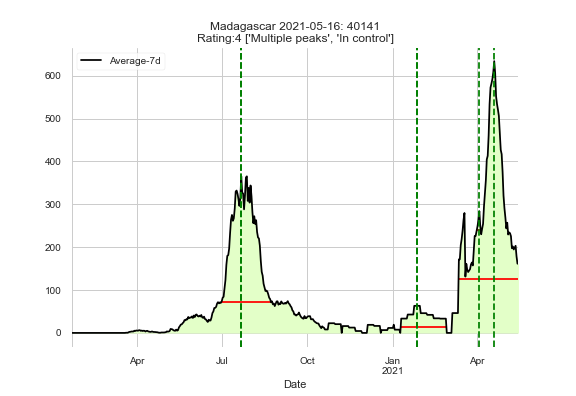 Madagascar 2021-05-16: 40141
Rating:4 ['Multiple peaks', 'In control']
Average-7d
600
500
400
300
200
100
0
Apr
Jul
Oct
Jan
2021
Apr
Date